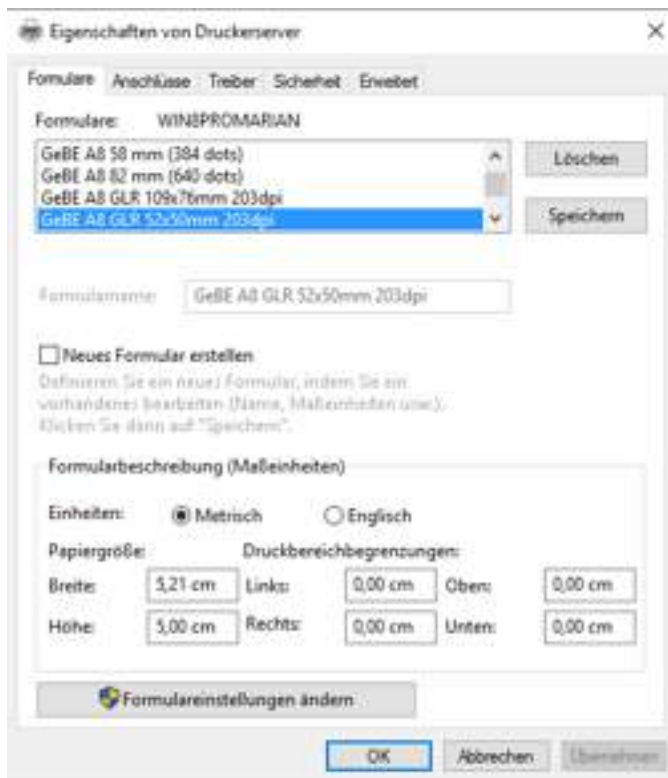 Eigenschaften von Druckerserver
Formulare Anschlüsse Treiber Sicherheit Erweitert
Formulare: WIN8PROMARIAN
GeBE A8 58 mm (384 dots)
GeBE A8 82 mm (640 dots)
GeBE A8 GLR 109x76mm 203dpi
GeBE A8 GLR 52x50mm 203dpi
Löschen
Speichern
Formularname: GeBE A8 GLR 52x50mm 203dpi
Neues Formular erstellen
Definieren Sie ein neues Formular, indem Sie ein
vorhandenes bearbeiten (Name, Maßeinheiten usw.).
Klicken Sie dann auf "Speichern".
Formularbeschreibung (Maßeinheiten)
Einheiten: Metrisch Englisch
Papiergröße: Druckbereichbegrenzungen:
Breite: 5,21 cm Links: 0,00 cm Oben: 0,00 cm
Höhe: 5,00 cm Rechts: 0,00 cm Unten: 0,00 cm
Formulareinstellungen ändern
OK Abbrechen Übernehmen